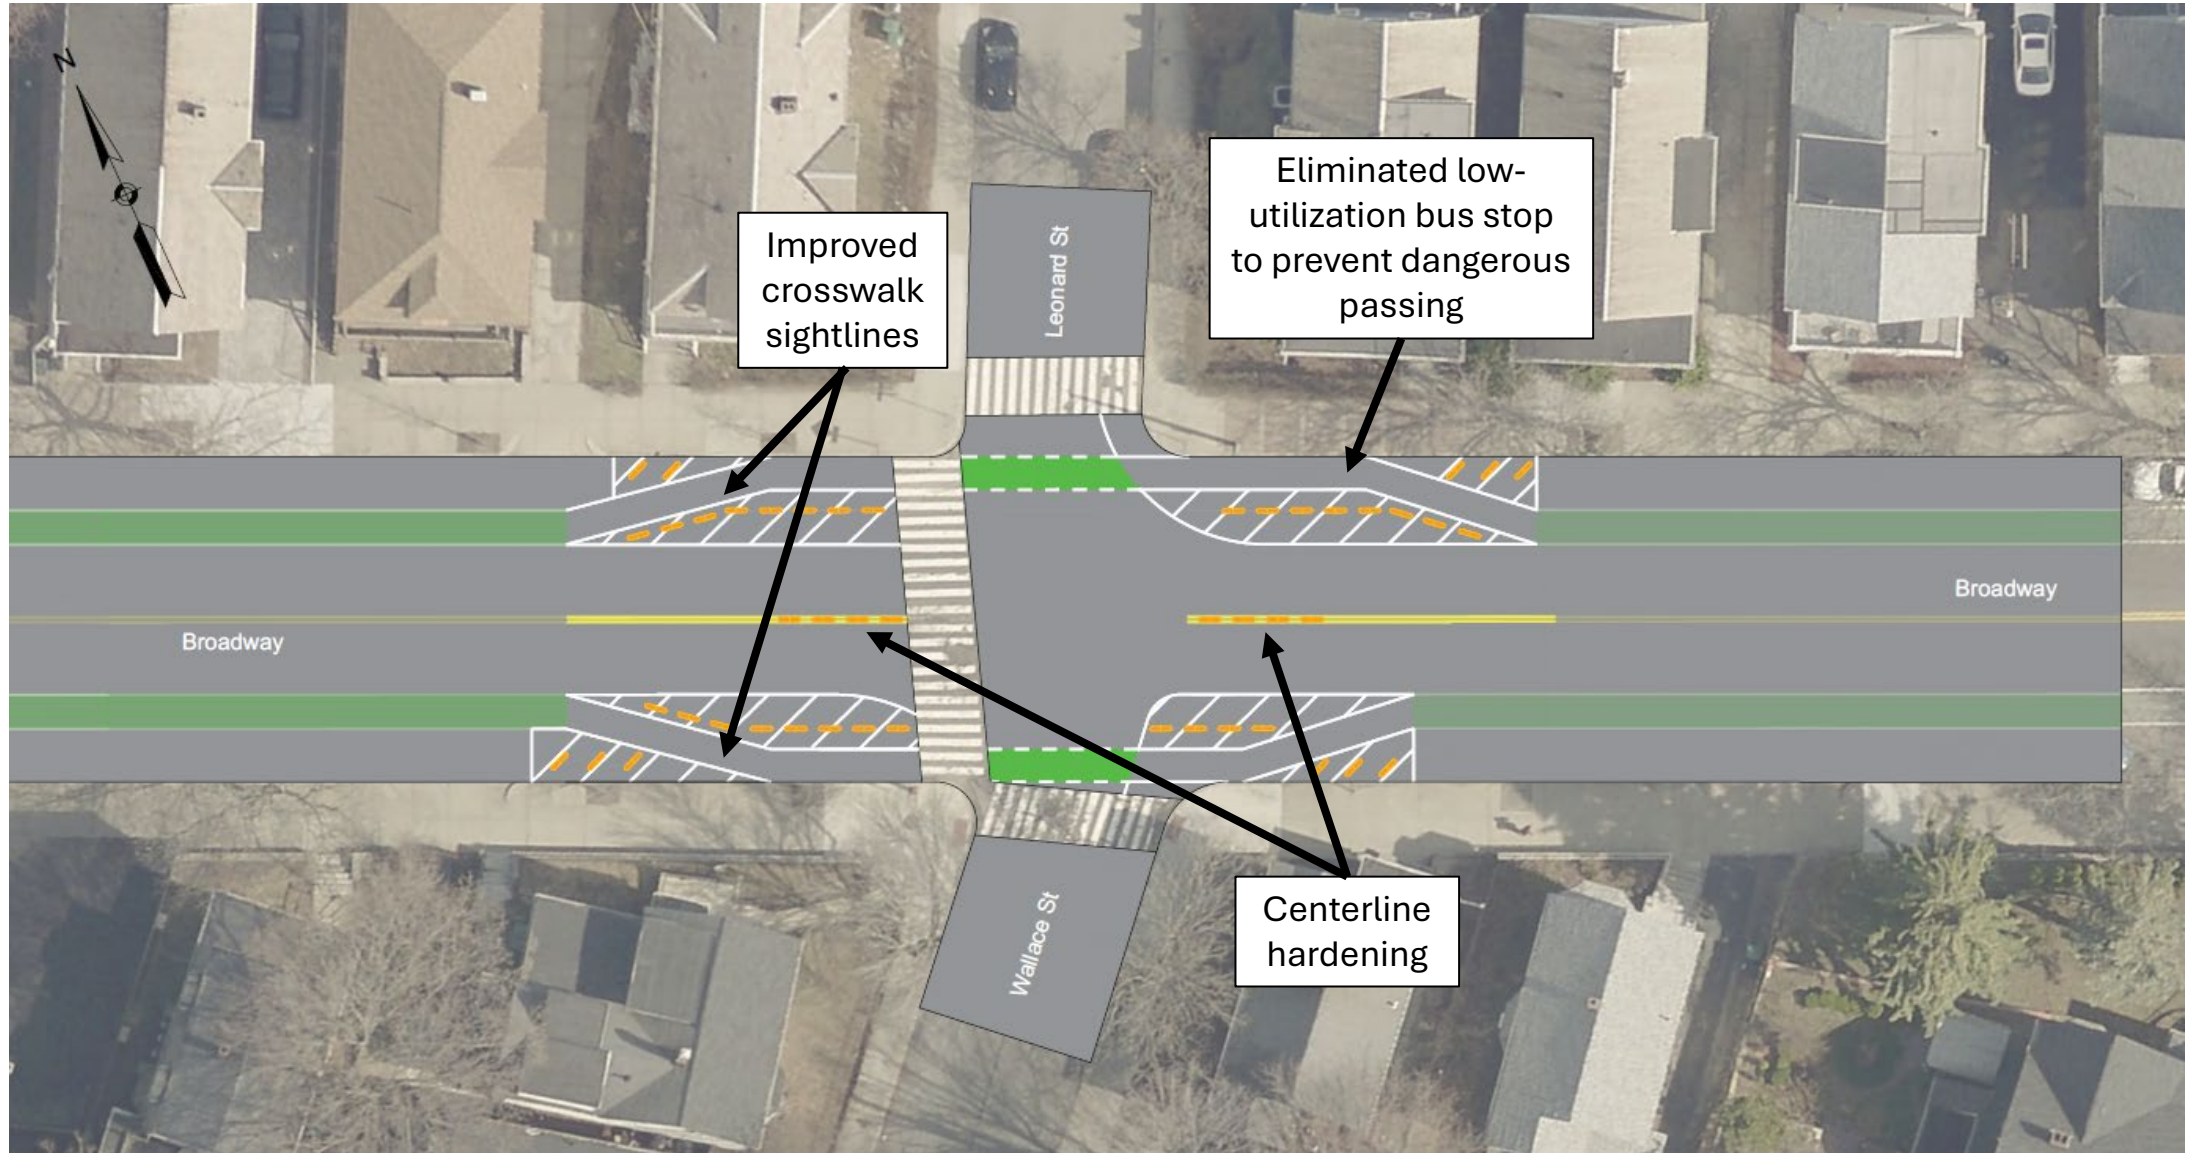 N
Improved
crosswalk
sightlines
Leonard St
Eliminated low-
utilization bus stop
to prevent dangerous
passing
Broadway
Broadway
Wallace St
Centerline
hardening